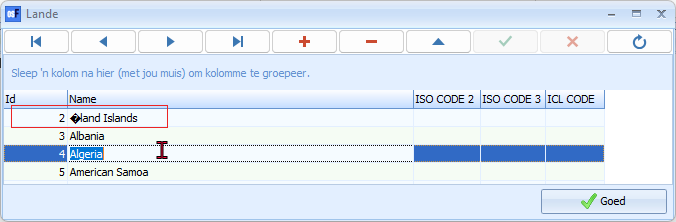 Lande
Sleep 'n kolom na hier (met jou muis) om kolomme te groepeer.
Id Name ISO CODE 2 ISO CODE 3 ICL CODE
2 �land Islands
3 Albania
4 Algeria
5 American Samoa
Goed